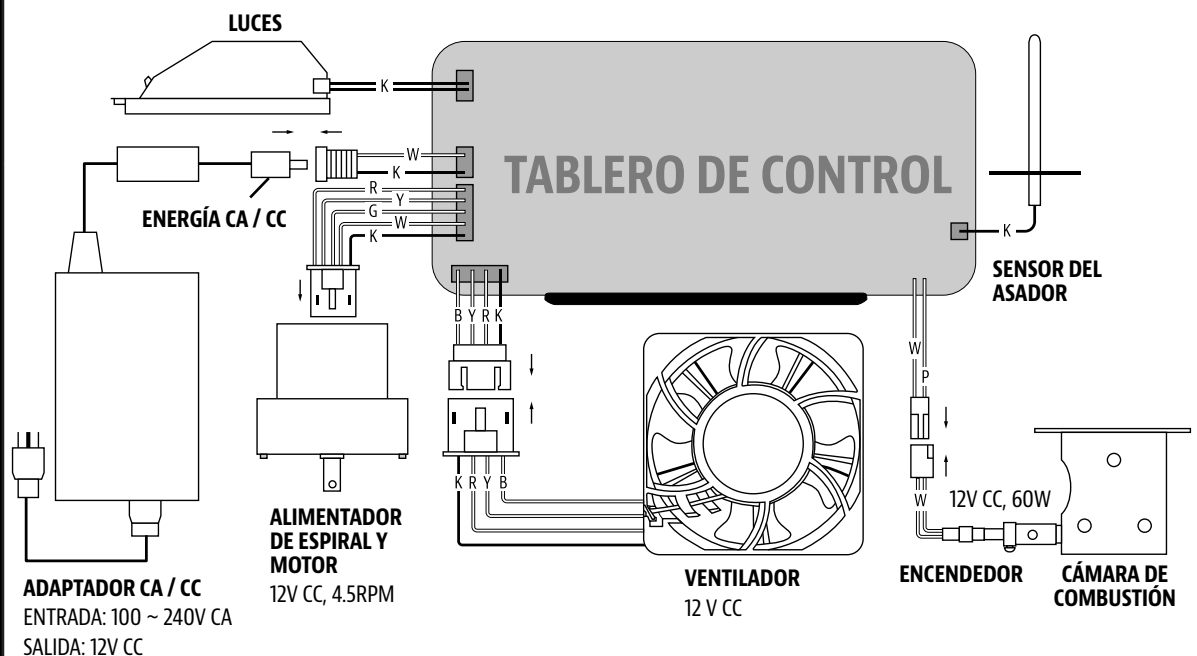 LUCES
K
TABLERO DE CONTROL
W
K
ENERGÍA CA / CC
R
Y
G
W
K
K
SENSOR DEL
ASADOR
B Y R K
W
P
K R Y B
W
12V CC, 60W
ALIMENTADOR
DE ESPIRAL Y
MOTOR
12V CC, 4.5RPM
VENTILADOR
12 V CC
ENCENDEDOR
CÁMARA DE
COMBUSTIÓN
ADAPTADOR CA / CC
ENTRADA: 100 ~ 240V CA
SALIDA: 12V CC